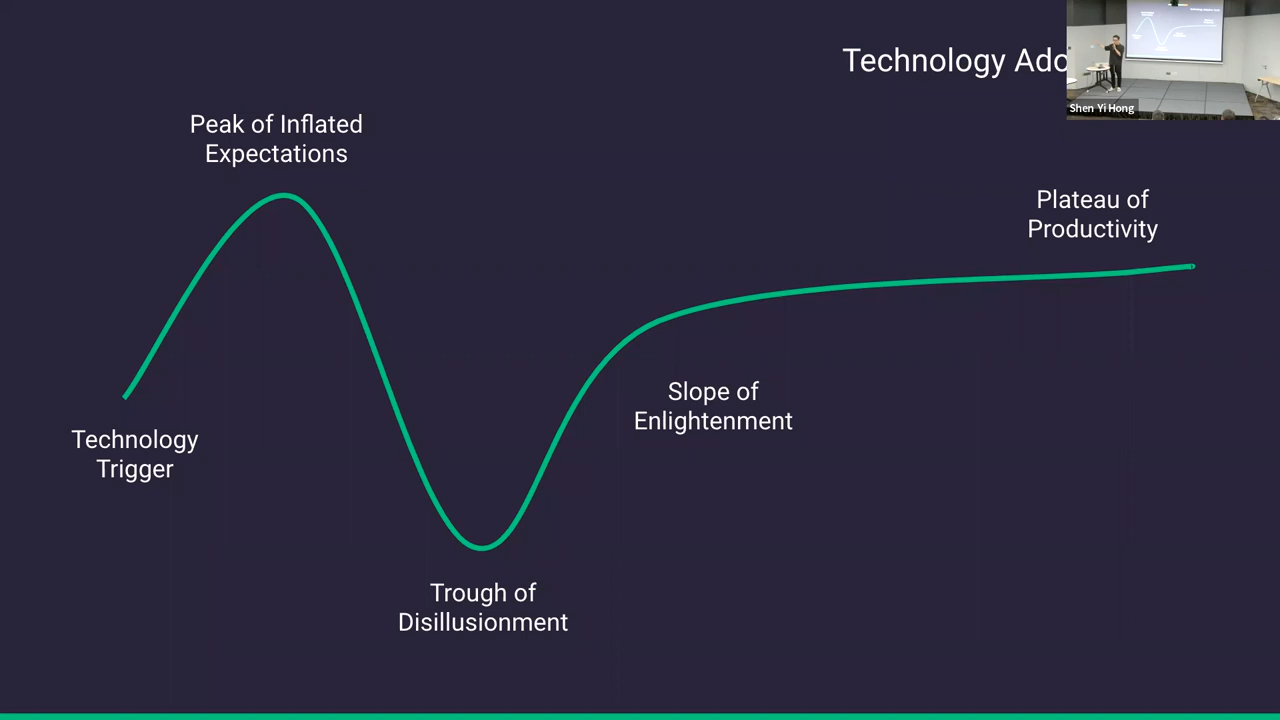 Technology Ado
Shen Yi Hong
Peak of Inflated
Expectations
Plateau of
Productivity
Slope of
Enlightenment
Technology
Trigger
Trough of
Disillusionment